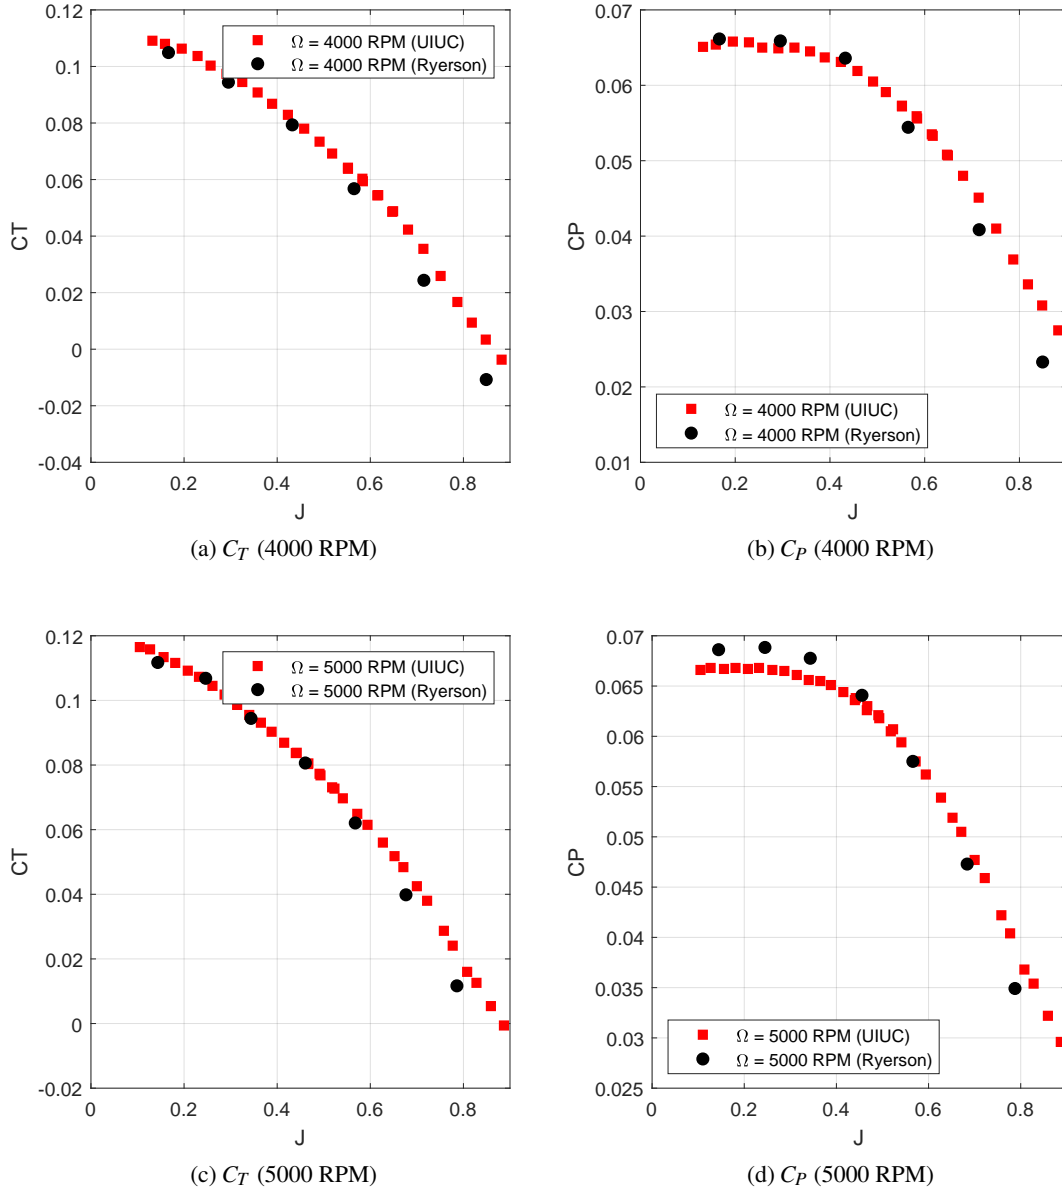 0.12
0.1
0.08
0.06
0.04
0.02
0
-0.02
-0.04
CT
Ω = 4000 RPM (UIUC)
Ω = 4000 RPM (Ryerson)
0 0.2 0.4 0.6 0.8
J
(a) C_T (4000 RPM)
0.07
0.06
0.05
0.04
0.03
0.02
0.01
CP
Ω = 4000 RPM (UIUC)
Ω = 4000 RPM (Ryerson)
0 0.2 0.4 0.6 0.8
J
(b) C_P (4000 RPM)
0.12
0.1
0.08
0.06
0.04
0.02
0
-0.02
CT
Ω = 5000 RPM (UIUC)
Ω = 5000 RPM (Ryerson)
0 0.2 0.4 0.6 0.8
J
(c) C_T (5000 RPM)
0.07
0.065
0.06
0.055
0.05
0.045
0.04
0.035
0.03
0.025
CP
Ω = 5000 RPM (UIUC)
Ω = 5000 RPM (Ryerson)
0 0.2 0.4 0.6 0.8
J
(d) C_P (5000 RPM)